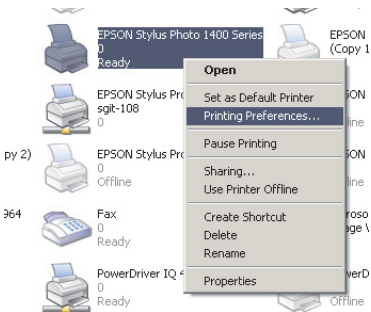 EPSON Stylus Photo 1400 Series
0
Ready
EPSON
(Copy 1
EPSON Stylus Pro
sgit-108
0
py 2)
EPSON Stylus Pro
0
Offline
964
Fax
0
Ready
PowerDriver IQ 4
0
Ready
Offline
Open
Set as Default Printer
Printing Preferences...
Pause Printing
Sharing...
Use Printer Offline
Create Shortcut
Delete
Rename
Properties